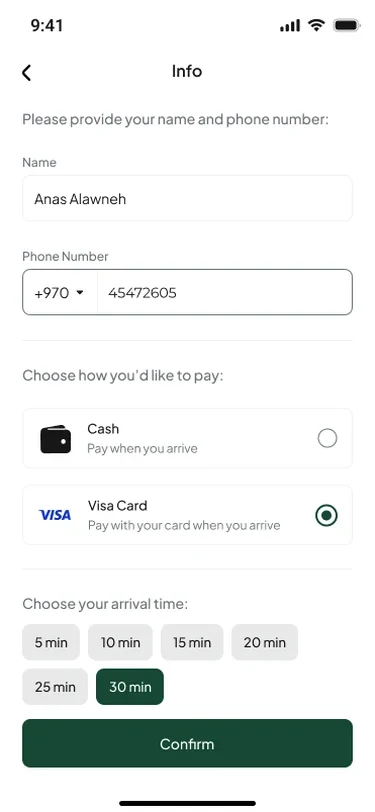 9:41
Info
Please provide your name and phone number:
Name
Anas Alawneh
Phone Number
+970 45472605
Choose how you'd like to pay:
Cash
Pay when you arrive
VISA
Visa Card
Pay with your card when you arrive
Choose your arrival time:
5 min 10 min 15 min 20 min
25 min 30 min
Confirm